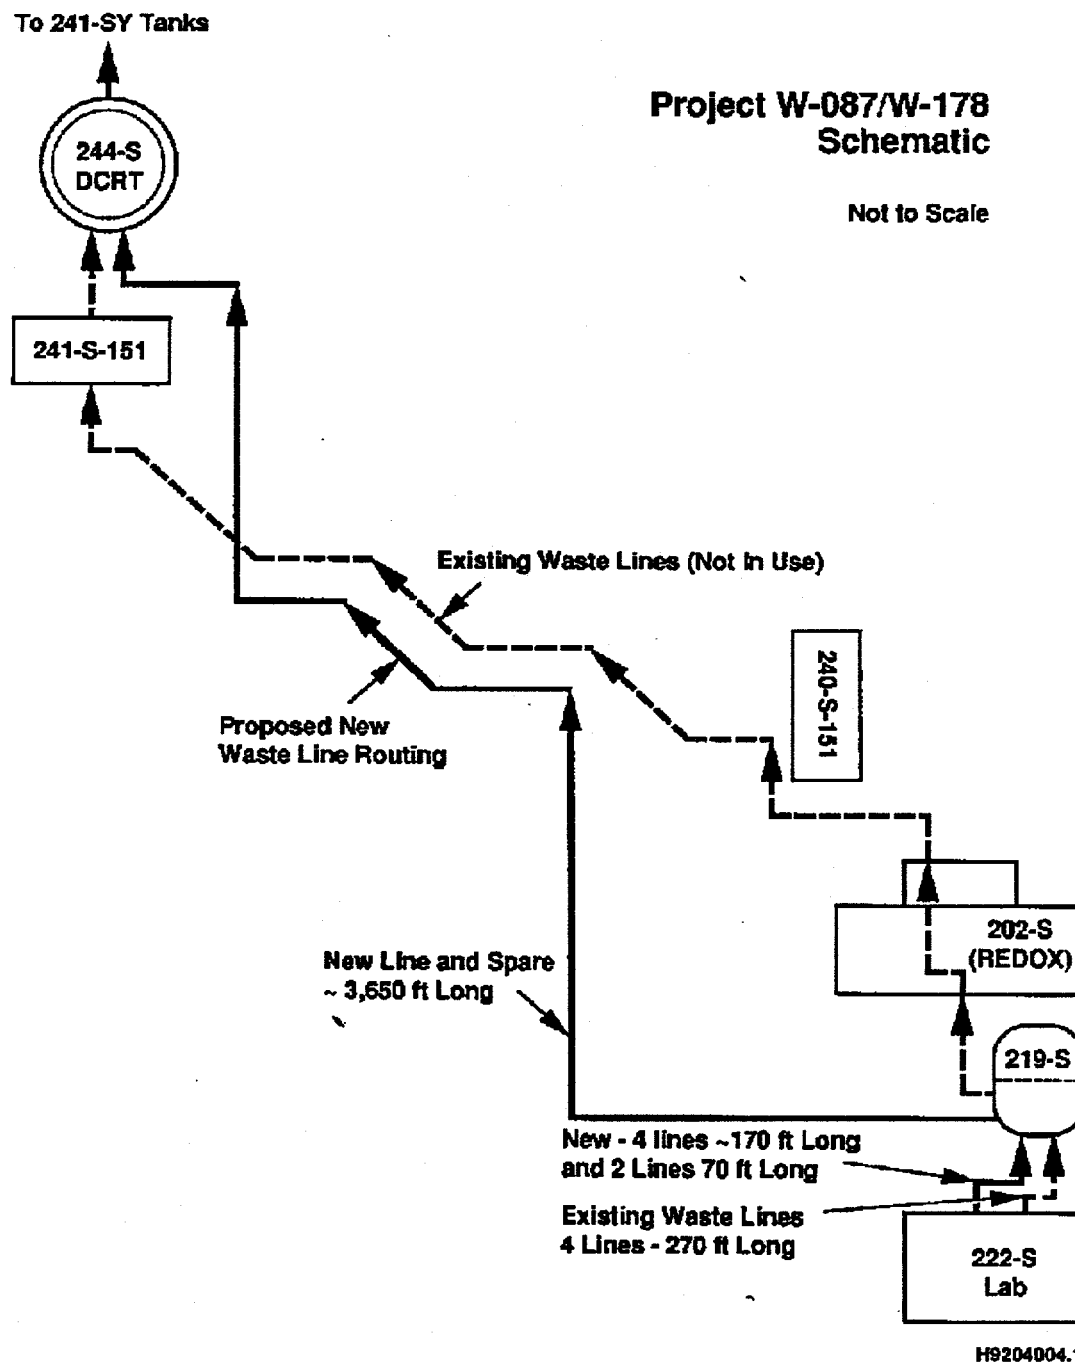 To 241-SY Tanks
Project W-087/W-178
Schematic
Not to Scale
244-S
DCRT
241-S-151
Existing Waste Lines (Not in Use)
240-S-151
Proposed New
Waste Line Routing
202-S
(REDOX)
New Line and Spare
~ 3,650 ft Long
219-S
New - 4 lines ~170 ft Long
and 2 Lines 70 ft Long
Existing Waste Lines
4 Lines - 270 ft Long
222-S
Lab
H9204004.1